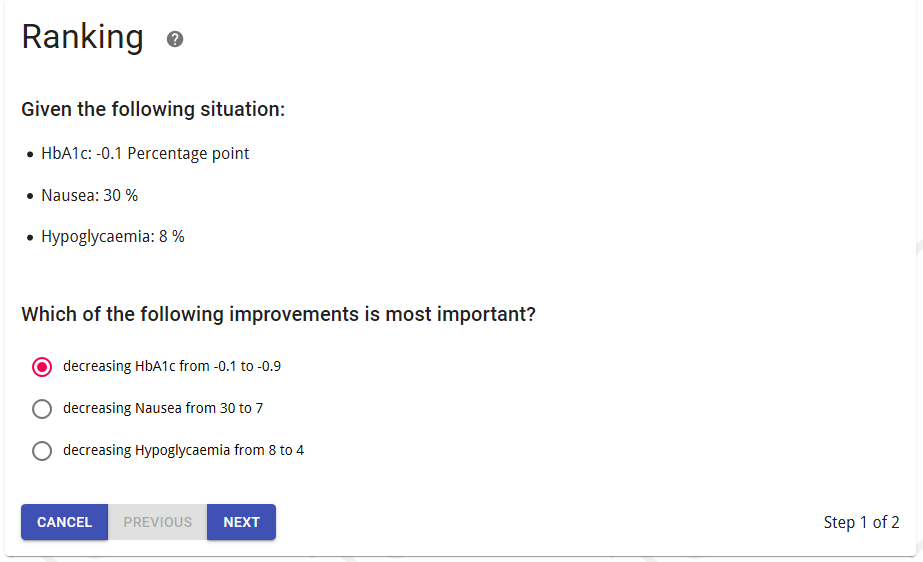 Ranking
Given the following situation:
• HbA1c: -0.1 Percentage point
• Nausea: 30 %
• Hypoglycaemia: 8 %
Which of the following improvements is most important?
decreasing HbA1c from -0.1 to -0.9
decreasing Nausea from 30 to 7
decreasing Hypoglycaemia from 8 to 4
CANCEL PREVIOUS NEXT Step 1 of 2